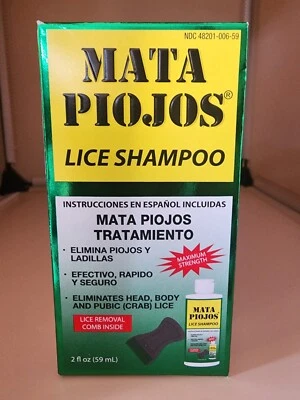 NDC 48201-006-59
MATA
PIOJOS®
LICE SHAMPOO
INSTRUCCIONES EN ESPAÑOL INCLUIDAS
MATA PIOJOS
TRATAMIENTO
• ELIMINA PIOJOS Y
LADILLAS
• EFECTIVO, RAPIDO
Y SEGURO
• ELIMINATES HEAD, BODY
AND PUBIC (CRAB) LICE
MAXIMUM
STRENGTH
LICE REMOVAL
COMB INSIDE
2 fl oz (59 mL)
MATA
PIOJOS
LICE SHAMPOO